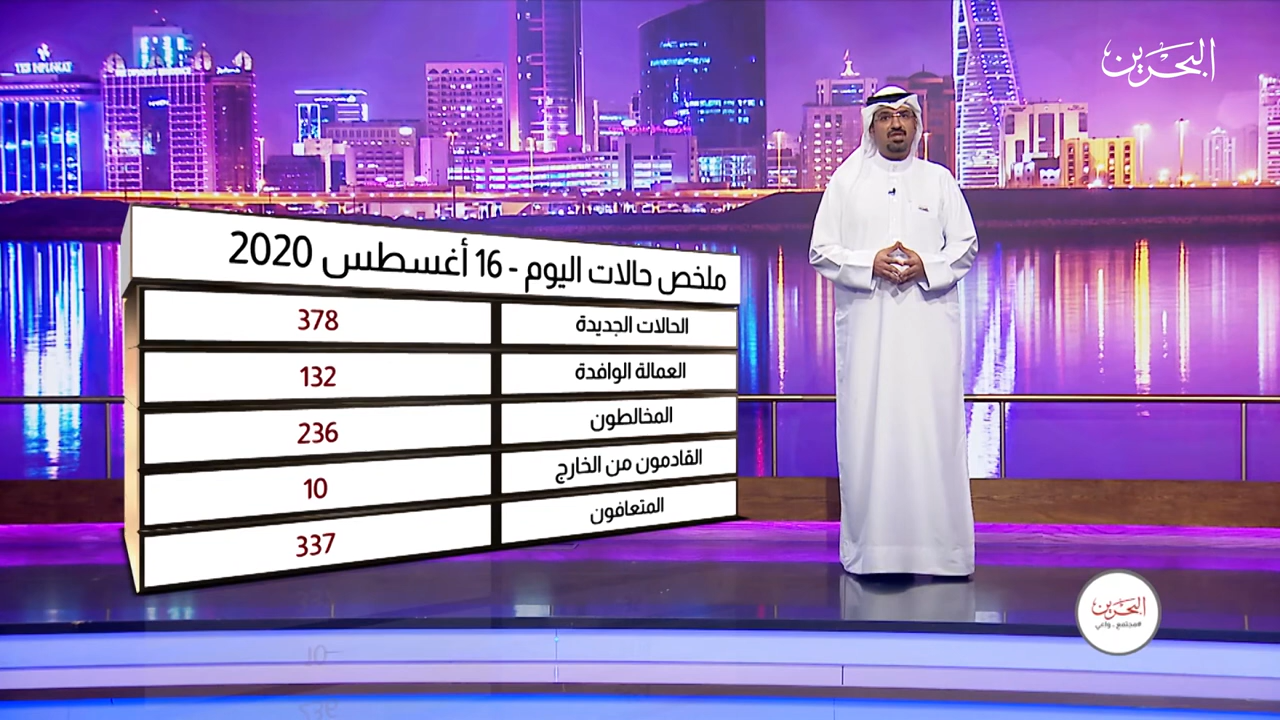 البحرين
ملخص حالات اليوم - 16 أغسطس 2020
الحالات الجديدة 378
العمالة الوافدة 132
المخالطون 236
القادمون من الخارج 10
المتعافون 337
البحرين
#مجتمع_واعي